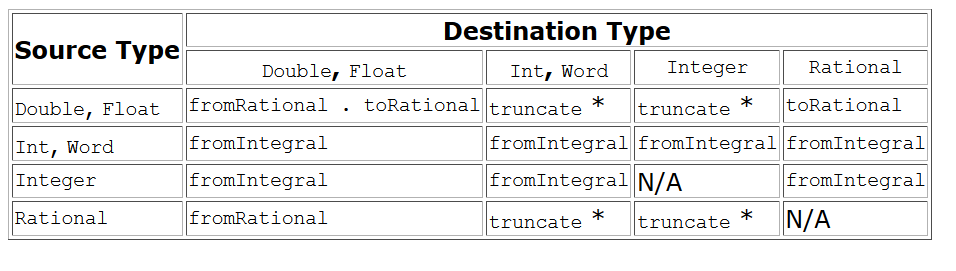 Source Type Destination Type
Double, Float Int, Word Integer Rational
Double, Float fromRational . toRational truncate * truncate * toRational
Int, Word fromIntegral fromIntegral fromIntegral fromIntegral
Integer fromIntegral fromIntegral N/A fromIntegral
Rational fromRational truncate * truncate * N/A